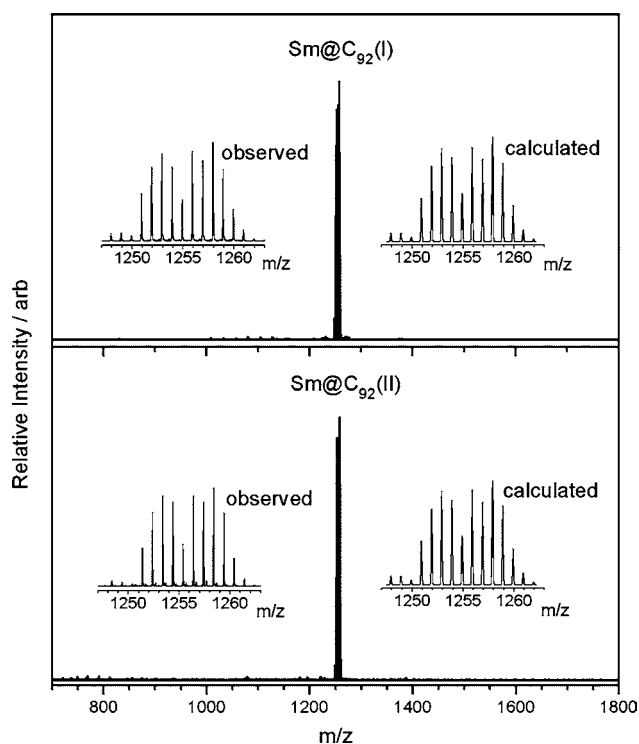 Relative Intensity / arb
Sm@C92(I)
observed
1250 1255 1260
m/z
calculated
1250 1255 1260
m/z
Sm@C92(II)
observed
1250 1255 1260
m/z
calculated
1250 1255 1260
m/z
800 1000 1200 1400 1600 1800
m/z